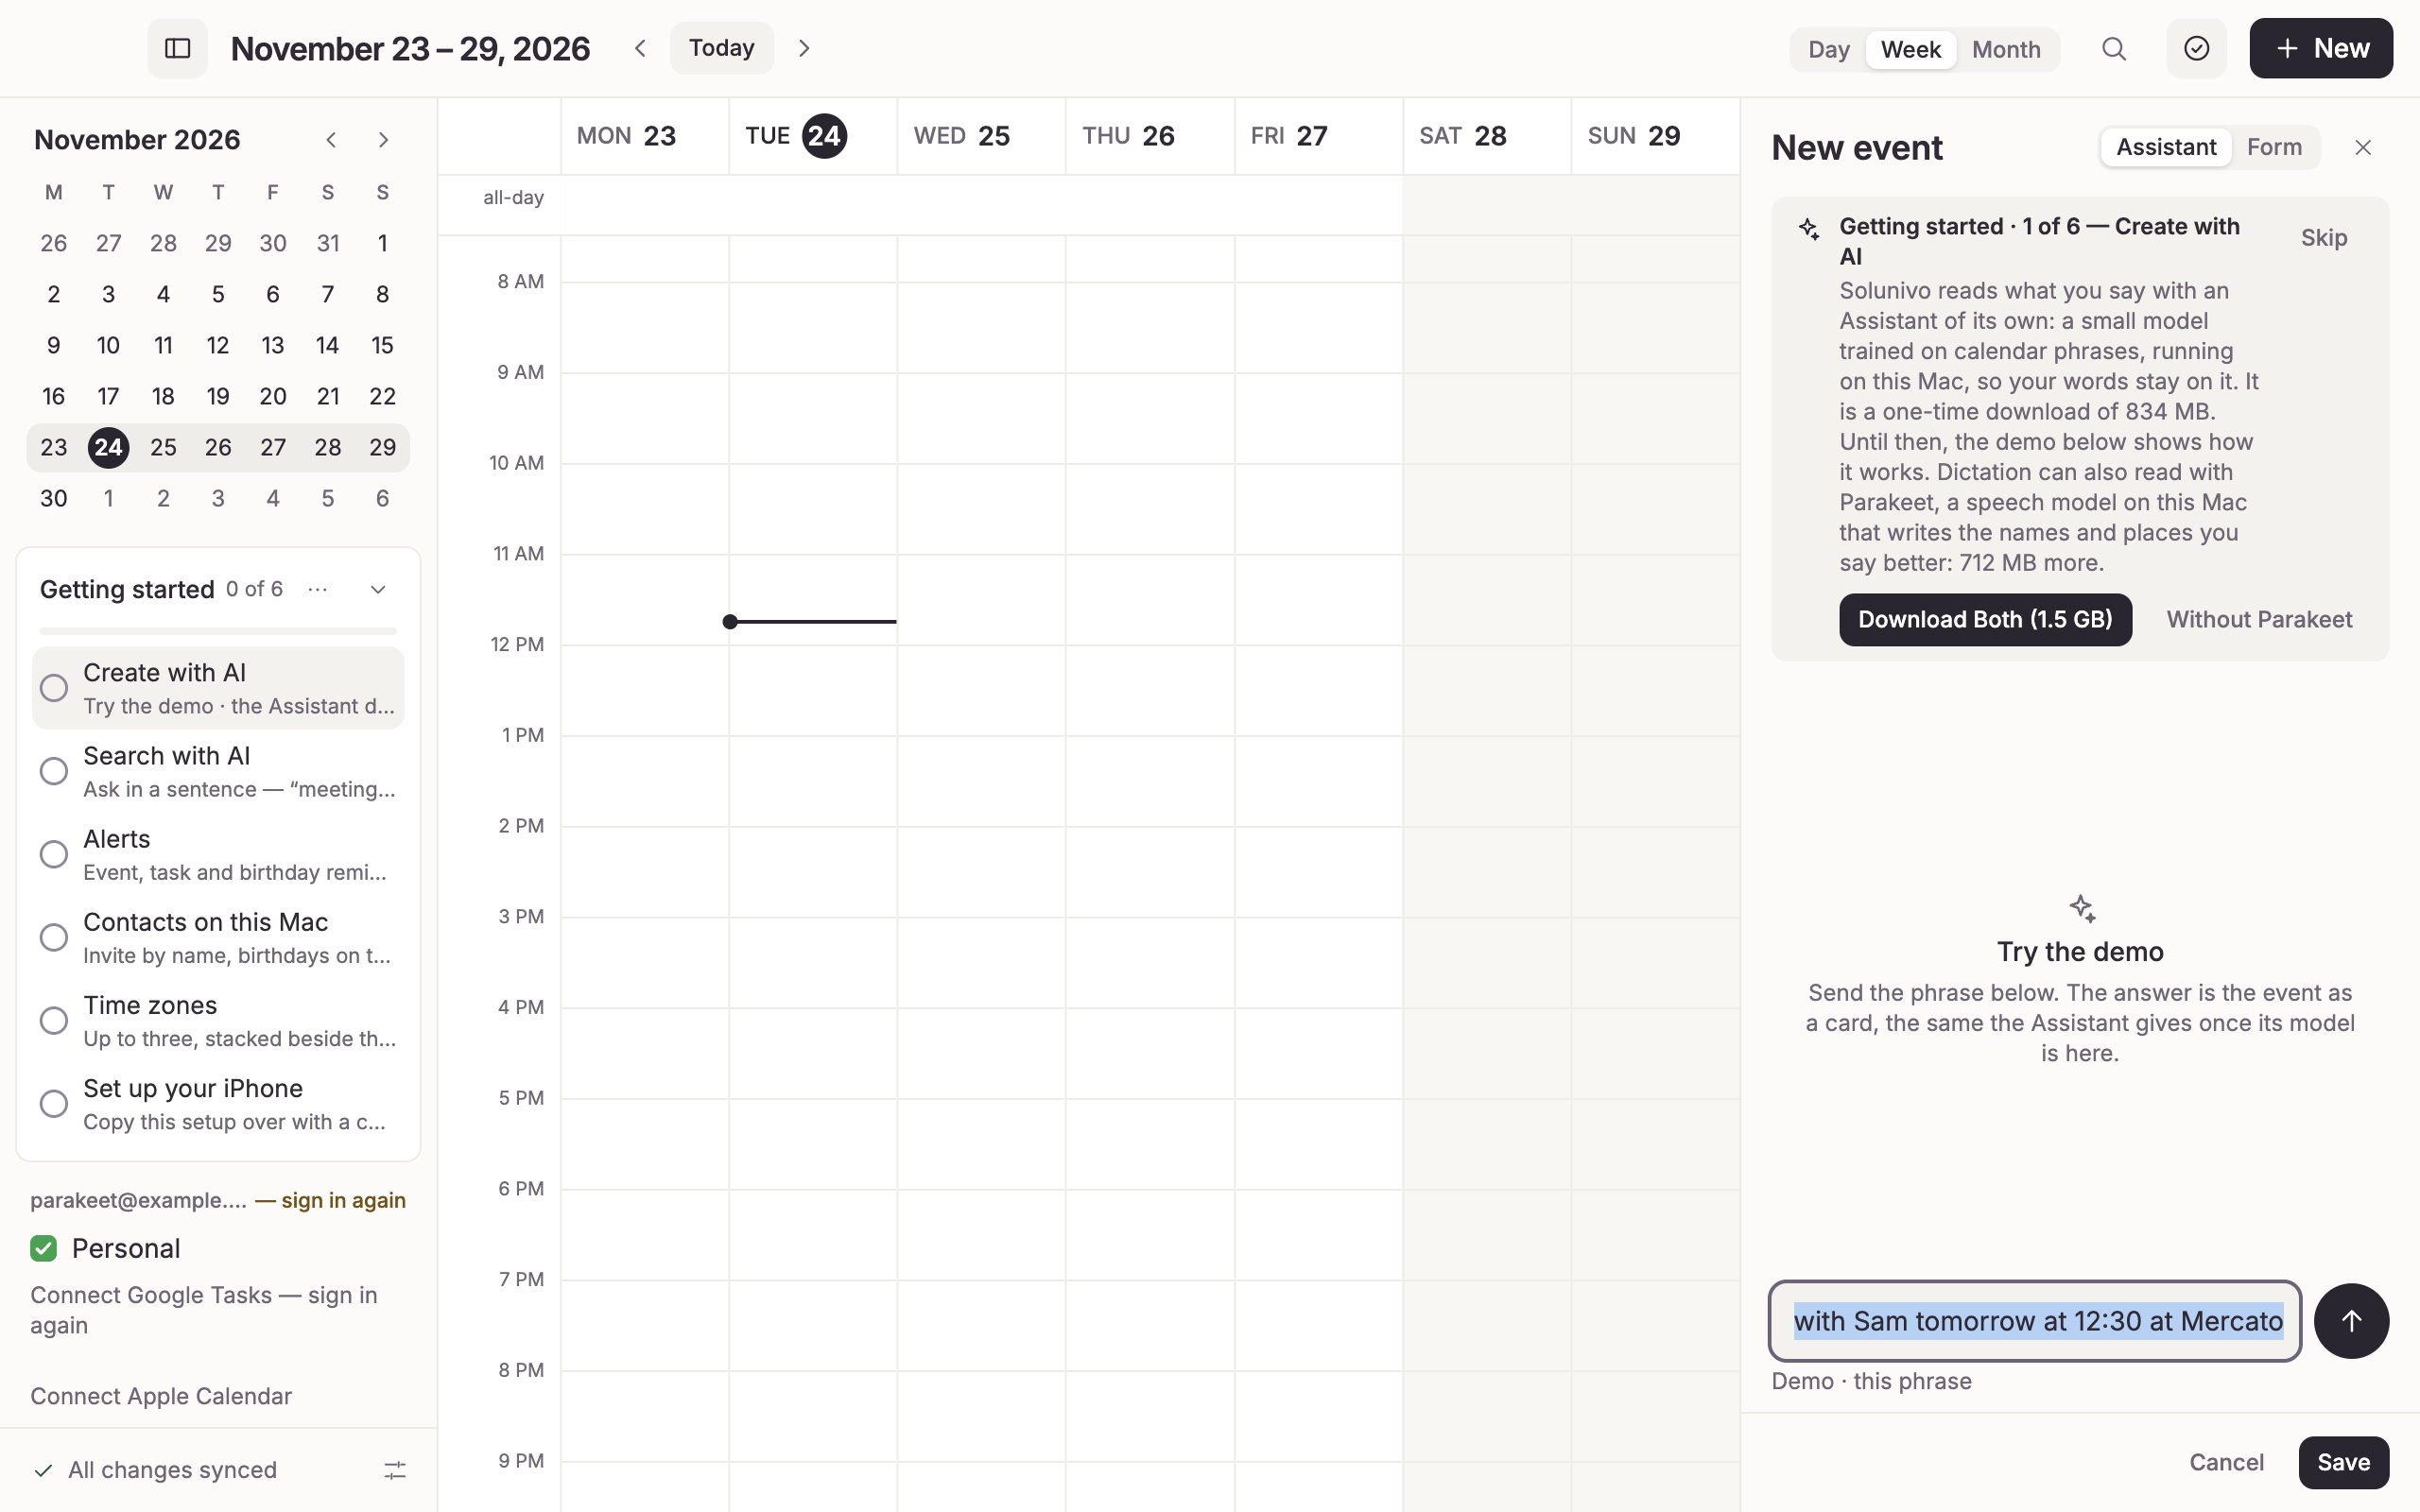 November 23 – 29, 2026
Today
Day
Week
Month
New
November 2026
M T W T F S S
26 27 28 29 30 31 1
2 3 4 5 6 7 8
9 10 11 12 13 14 15
16 17 18 19 20 21 22
23 24 25 26 27 28 29
30 1 2 3 4 5 6
Getting started 0 of 6 ...
Create with AI
Try the demo · the Assistant d...
Search with AI
Ask in a sentence — “meeting...
Alerts
Event, task and birthday remi...
Contacts on this Mac
Invite by name, birthdays on t...
Time zones
Up to three, stacked beside th...
Set up your iPhone
Copy this setup over with a c...
parakeet@example.... — sign in again
Personal
Connect Google Tasks — sign in
again
Connect Apple Calendar
All changes synced
MON 23
TUE 24
WED 25
THU 26
FRI 27
SAT 28
SUN 29
all-day
8 AM
9 AM
10 AM
11 AM
12 PM
1 PM
2 PM
3 PM
4 PM
5 PM
6 PM
7 PM
8 PM
9 PM
New event
Assistant
Form
Getting started · 1 of 6 — Create with
AI
Skip
Solunivo reads what you say with an
Assistant of its own: a small model
trained on calendar phrases, running
on this Mac, so your words stay on it. It
is a one-time download of 834 MB.
Until then, the demo below shows how
it works. Dictation can also read with
Parakeet, a speech model on this Mac
that writes the names and places you
say better: 712 MB more.
Download Both (1.5 GB)
Without Parakeet
Try the demo
Send the phrase below. The answer is the event as
a card, the same the Assistant gives once its model
is here.
with Sam tomorrow at 12:30 at Mercato
Demo · this phrase
Cancel
Save